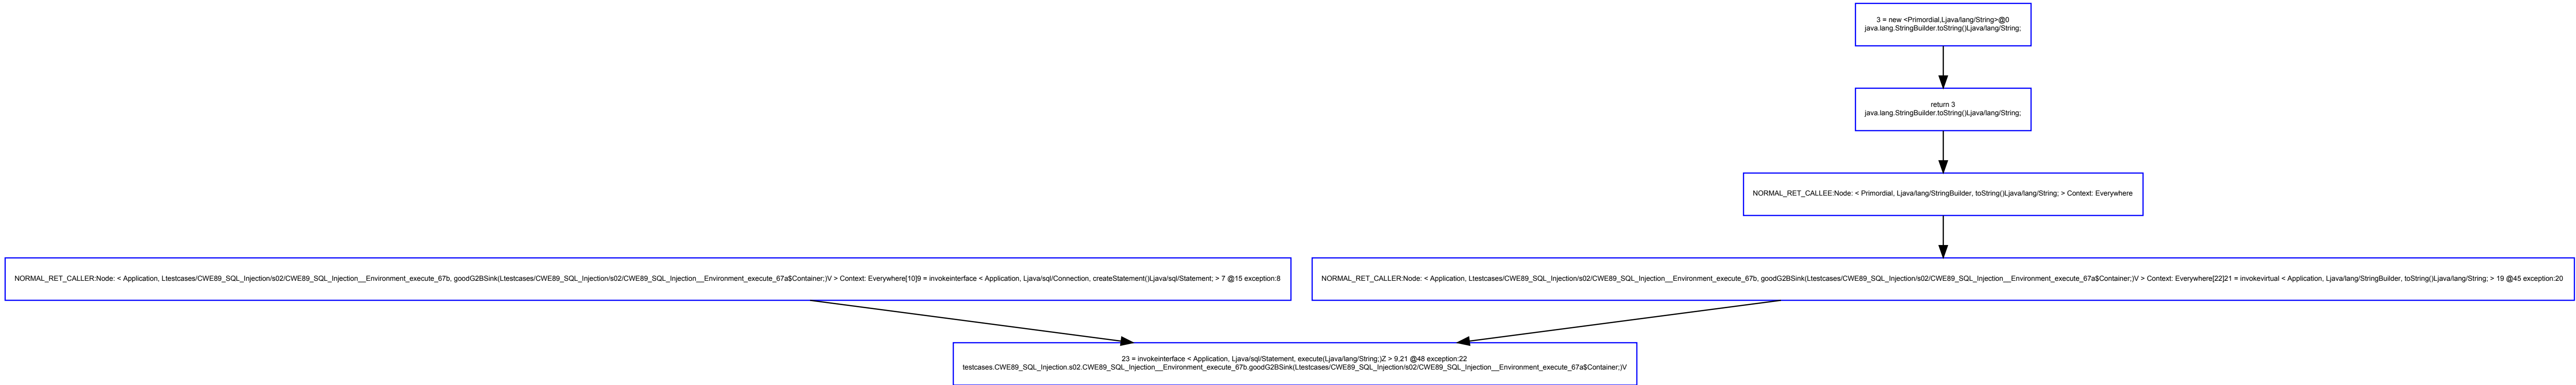 3 = new <Primordial,Ljava/lang/String>@0
java.lang.StringBuilder.toString()Ljava/lang/String;
return 3
java.lang.StringBuilder.toString()Ljava/lang/String;
NORMAL_RET_CALLEE:Node: < Primordial, Ljava/lang/StringBuilder, toString()Ljava/lang/String; > Context: Everywhere
NORMAL_RET_CALLER:Node: < Application, Ltestcases/CWE89_SQL_Injection/s02/CWE89_SQL_Injection__Environment_execute_67b, goodG2BSink(Ltestcases/CWE89_SQL_Injection/s02/CWE89_SQL_Injection__Environment_execute_67a$Container;)V > Context: Everywhere[10]9 = invokeinterface < Application, Ljava/sql/Connection, createStatement()Ljava/sql/Statement; > 7 @15 exception:8
NORMAL_RET_CALLER:Node: < Application, Ltestcases/CWE89_SQL_Injection/s02/CWE89_SQL_Injection__Environment_execute_67b, goodG2BSink(Ltestcases/CWE89_SQL_Injection/s02/CWE89_SQL_Injection__Environment_execute_67a$Container;)V > Context: Everywhere[22]21 = invokevirtual < Application, Ljava/lang/StringBuilder, toString()Ljava/lang/String; > 19 @45 exception:20
23 = invokeinterface < Application, Ljava/sql/Statement, execute(Ljava/lang/String;)Z > 9,21 @48 exception:22
testcases.CWE89_SQL_Injection.s02.CWE89_SQL_Injection__Environment_execute_67b.goodG2BSink(Ltestcases/CWE89_SQL_Injection/s02/CWE89_SQL_Injection__Environment_execute_67a$Container;)V